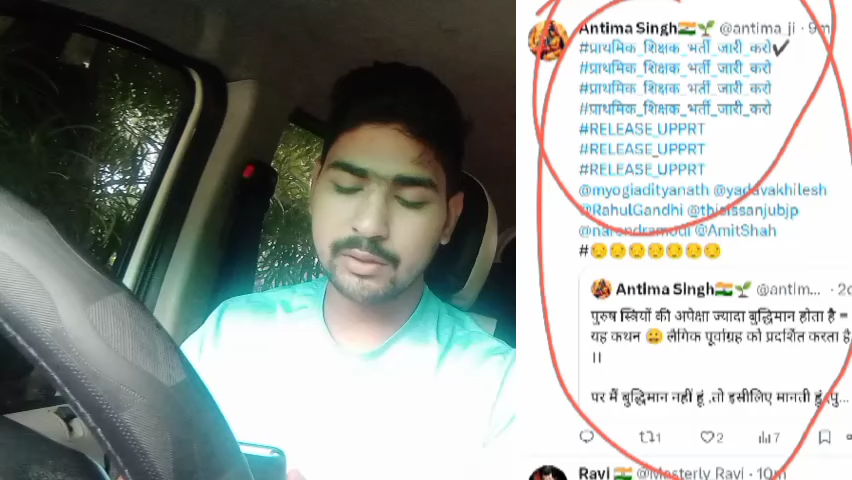 Antima Singh🇮🇳🌱 @antima_ji · 9m
#प्राथमिक_शिक्षक_भर्ती_जारी_करो✔️
#प्राथमिक_शिक्षक_भर्ती_जारी_करो
#प्राथमिक_शिक्षक_भर्ती_जारी_करो
#प्राथमिक_शिक्षक_भर्ती_जारी_करो
#RELEASE_UPPRT
#RELEASE_UPPRT
#RELEASE_UPPRT
@myogiadityanath @yadavakhilesh
@RahulGandhi @thisissanjubjp
@narendramodi @AmitShah
#😔😔😔😔😔😔😔
Antima Singh🇮🇳🌱 @antim... · 2d
पुरुष स्त्रियों की अपेक्षा ज्यादा बुद्धिमान होता है =
यह कथन 😀 लैंगिक पूर्वाग्रह को प्रदर्शित करता है
।।
पर मैं बुद्धिमान नहीं हूं ,तो इसीलिए मानती हूं
1 2 7
Ravi 🇮🇳 @Masterly_Ravi · 10m